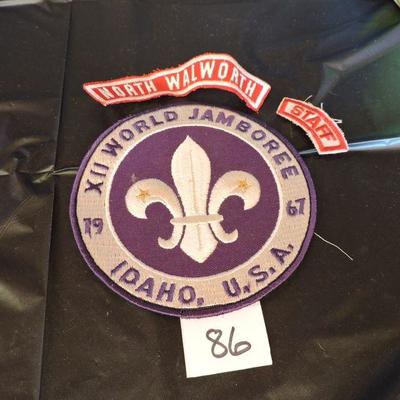 NORTH WALWORTH
STAFF
XII WORLD JAMBOREE
19 67
IDAHO, U.S.A.
86